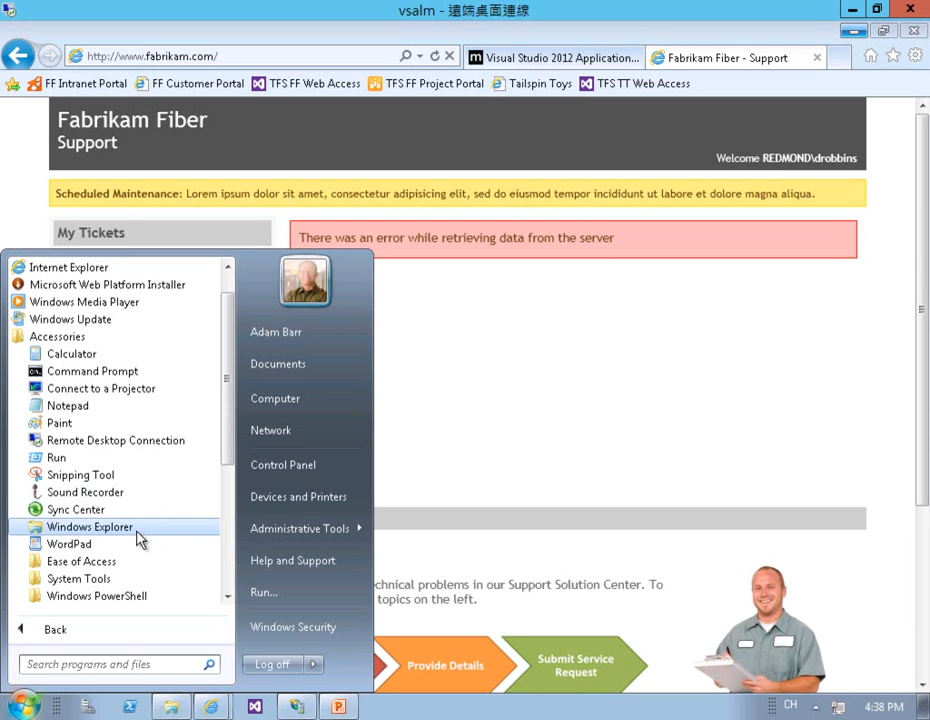 vsalm - 遠端桌面連線
http://www.fabrikam.com/
Visual Studio 2012 Application...
Fabrikam Fiber - Support
FF Intranet Portal
FF Customer Portal
TFS FF Web Access
TFS FF Project Portal
Tailspin Toys
TFS TT Web Access
Fabrikam Fiber
Support
Welcome REDMOND\drobbins
Scheduled Maintenance: Lorem ipsum dolor sit amet, consectetur adipisicing elit, sed do eiusmod tempor incididunt ut labore et dolore magna aliqua.
My Tickets
There was an error while retrieving data from the server
Internet Explorer
Microsoft Web Platform Installer
Windows Media Player
Windows Update
Accessories
Calculator
Command Prompt
Connect to a Projector
Notepad
Paint
Remote Desktop Connection
Run
Snipping Tool
Sound Recorder
Sync Center
Windows Explorer
WordPad
Ease of Access
System Tools
Windows PowerShell
Back
Search programs and files
Adam Barr
Documents
Computer
Network
Control Panel
Devices and Printers
Administrative Tools
Help and Support
Run...
Windows Security
Log off
chnical problems in our Support Solution Center. To
topics on the left.
Provide Details
Submit Service
Request
CH
4:38 PM